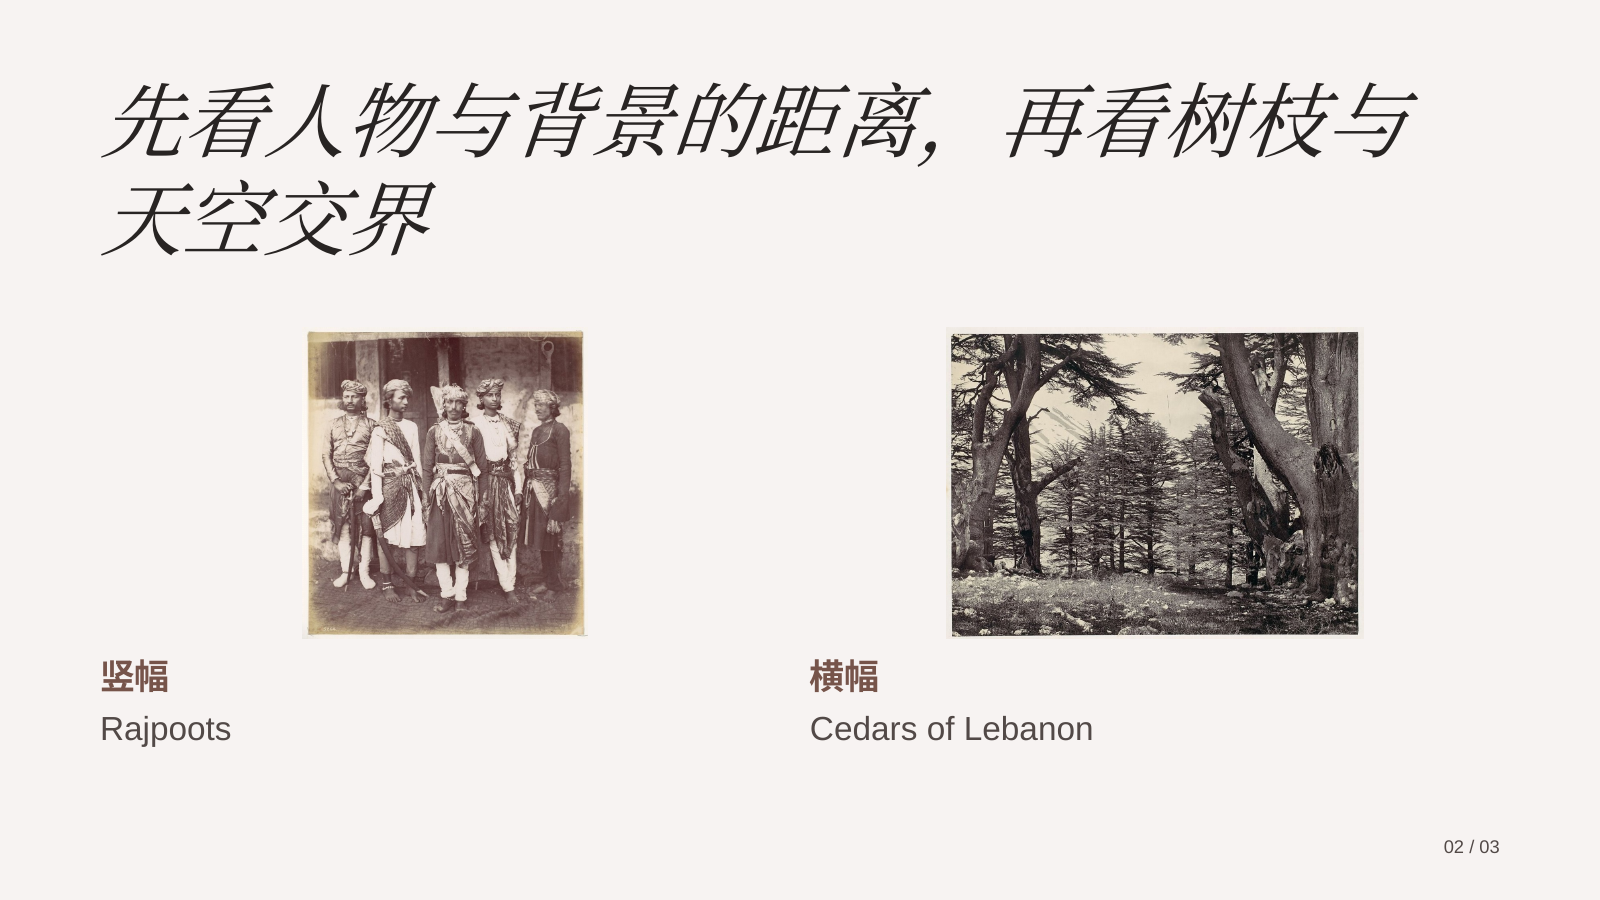 先看人物与背景的距离，再看树枝与
天空交界
竖幅
Rajpoots
横幅
Cedars of Lebanon
02 / 03